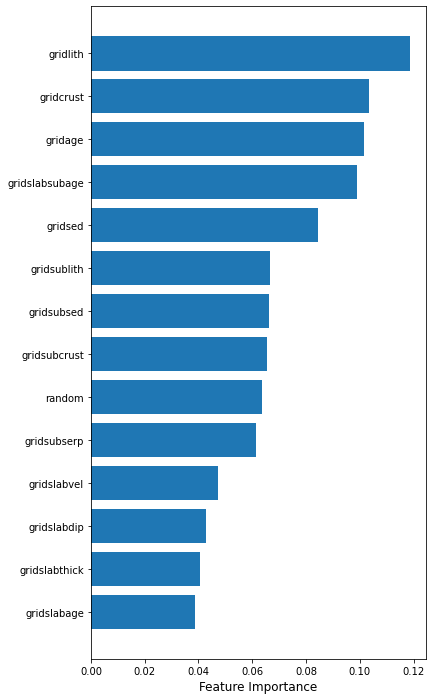 gridlith
gridcrust
gridage
gridslabsubage
gridsed
gridsublith
gridsubsed
gridsubcrust
random
gridsubserp
gridslabvel
gridslabdip
gridslabthick
gridslabage
0.00 0.02 0.04 0.06 0.08 0.10 0.12
Feature Importance